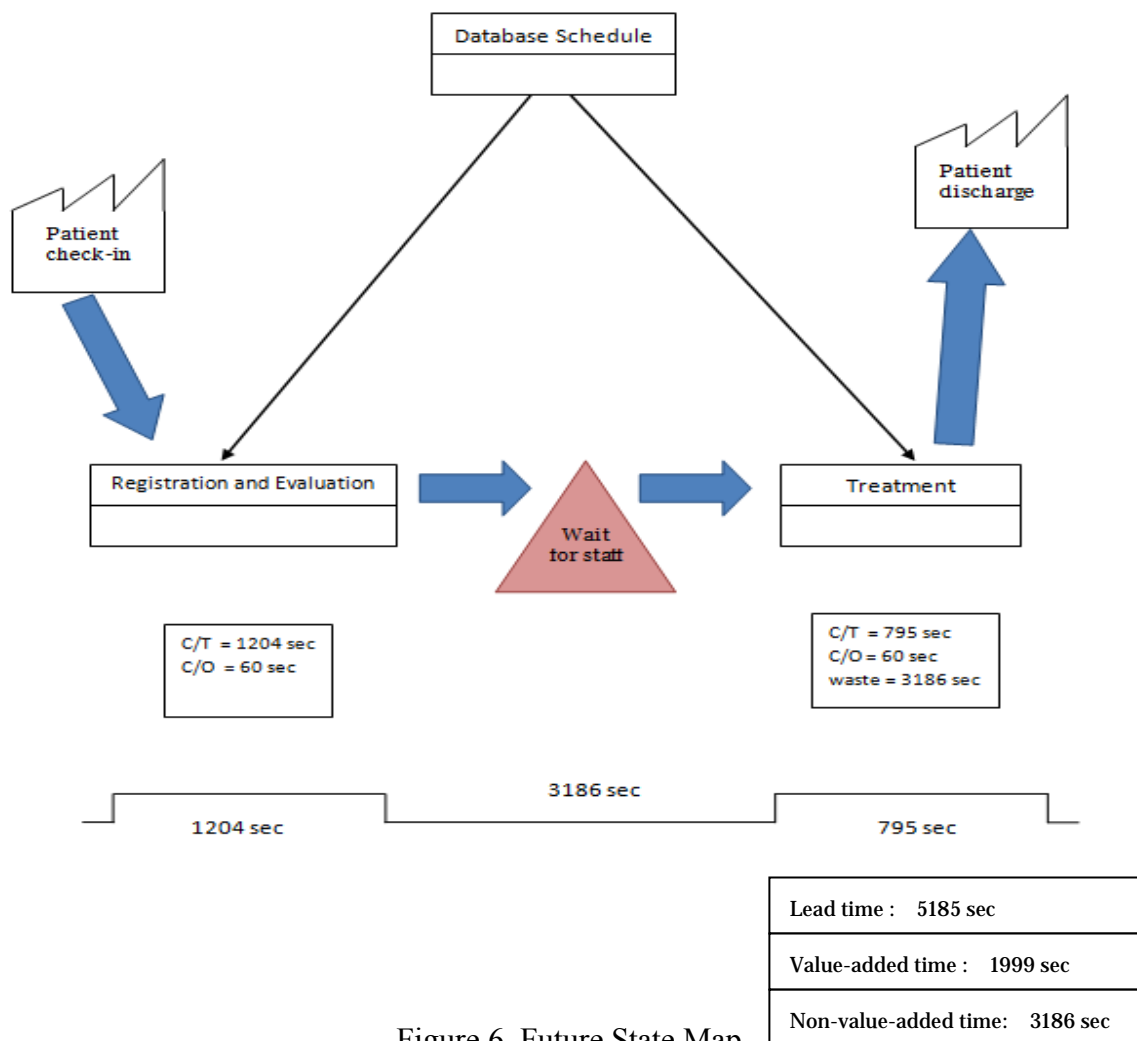 Database Schedule
Patient
check-in
Patient
discharge
Registration and Evaluation
Wait
for staff
Treatment
C/T = 1204 sec
C/O = 60 sec
C/T = 795 sec
C/O = 60 sec
waste = 3186 sec
3186 sec
1204 sec
795 sec
Lead time : 5185 sec
Value-added time : 1999 sec
Non-value-added time: 3186 sec
Figure 6. Future State Map